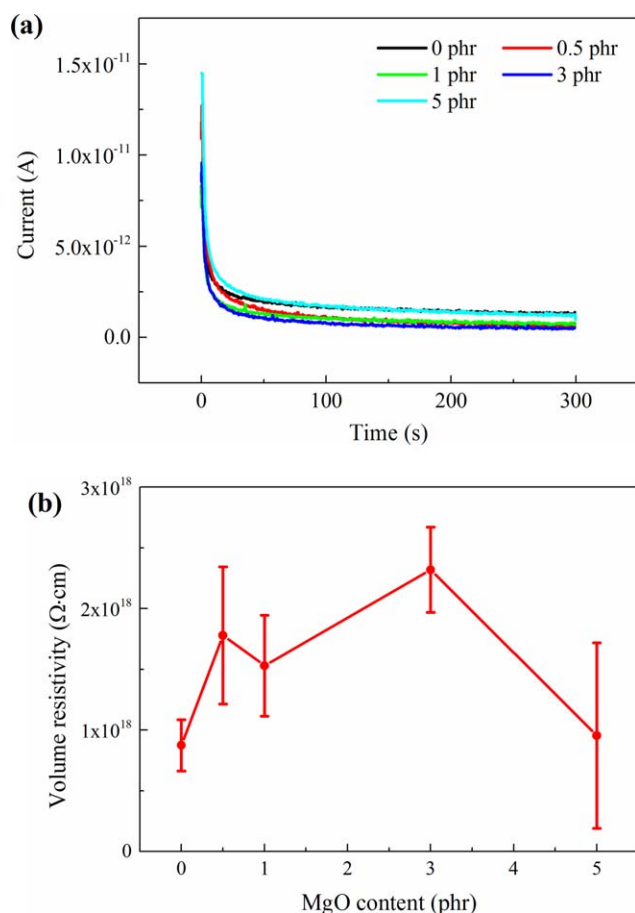 (a)
0 phr
0.5 phr
1 phr
3 phr
5 phr
1.5x10⁻¹¹
1.0x10⁻¹¹
5.0x10⁻¹²
0.0
Current (A)
0
100
200
300
Time (s)
(b)
3x10¹⁸
2x10¹⁸
1x10¹⁸
0
Volume resistivity (Ω·cm)
0
1
2
3
4
5
MgO content (phr)